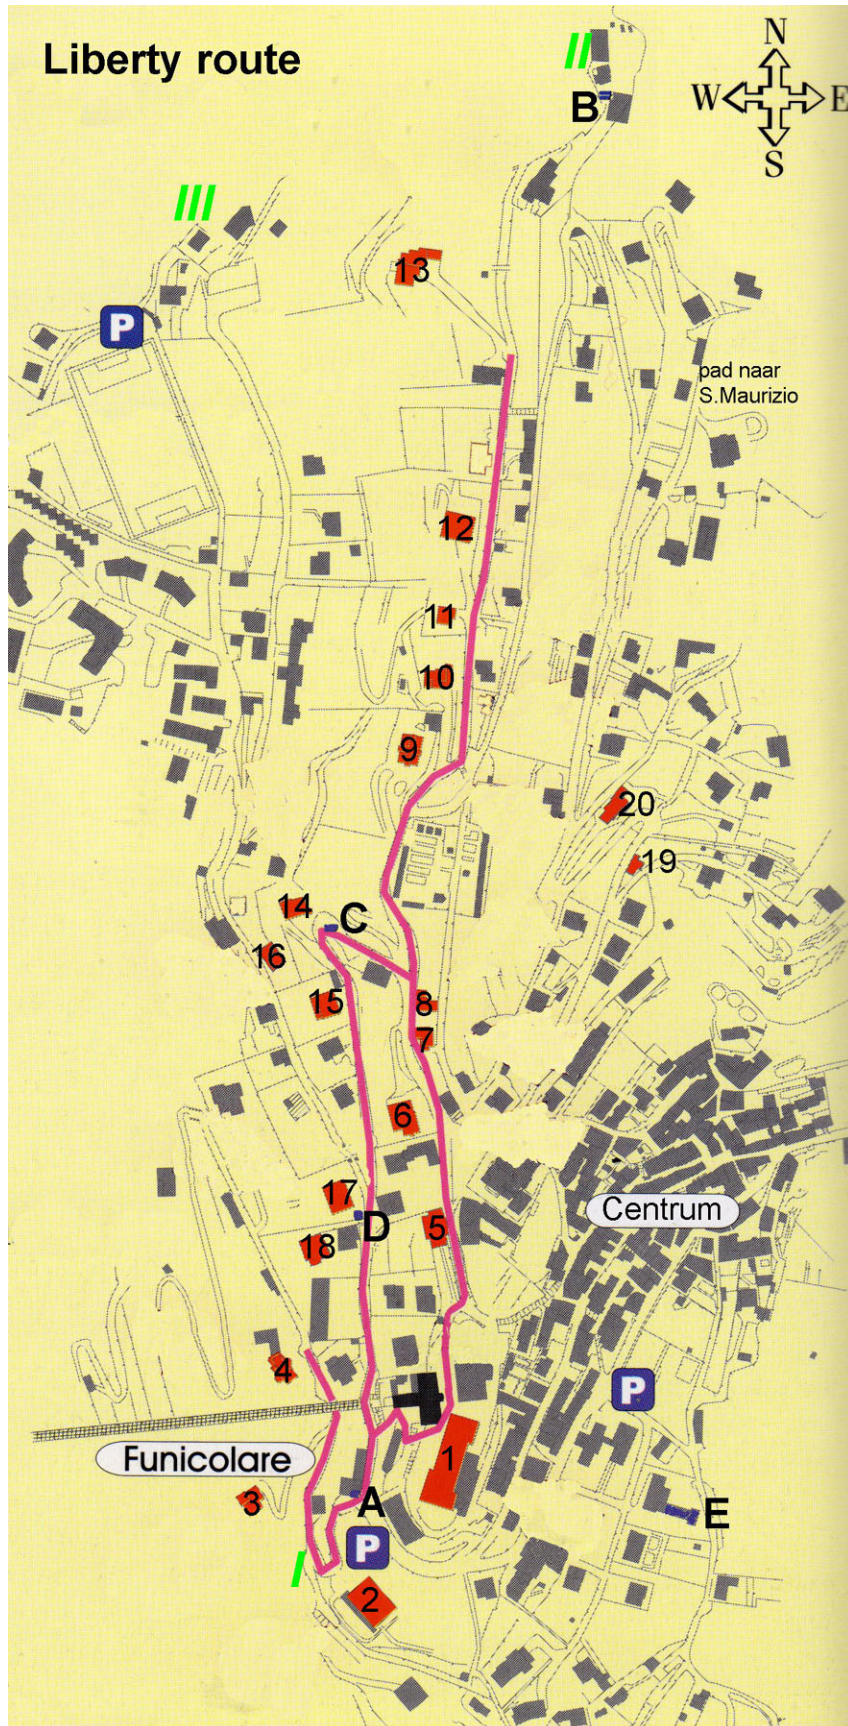 Liberty route
II
N
W E
S
B
III
13
P
pad naar
S.Maurizio
12
11
10
9
20
19
14
C
16
15
8
7
6
17
D
5
Centrum
18
4
P
Funicolare
1
3
A
E
P
I
2